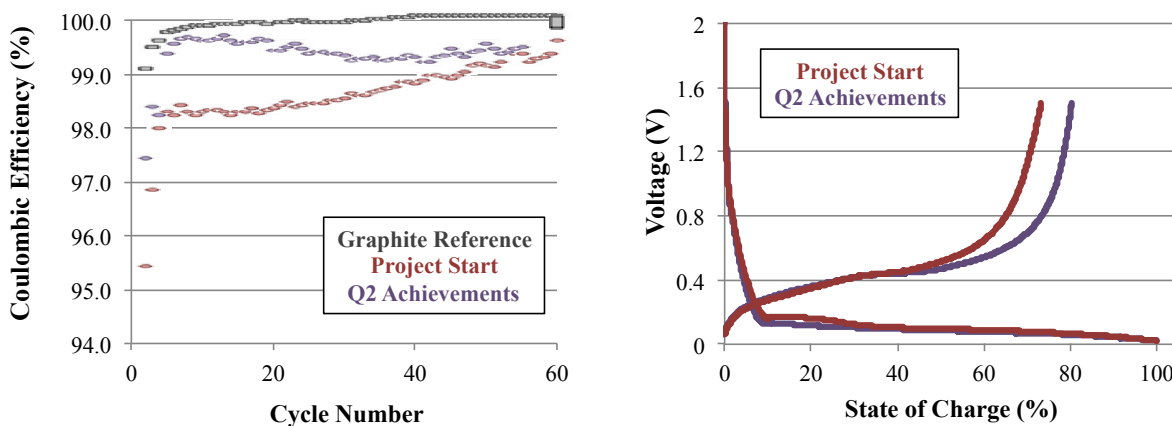 Coulombic Efficiency (%)
100.0
99.0
98.0
97.0
96.0
95.0
94.0
0
20
40
60
Cycle Number
Graphite Reference
Project Start
Q2 Achievements
Voltage (V)
2
1.6
1.2
0.8
0.4
0
0
20
40
60
80
100
State of Charge (%)
Project Start
Q2 Achievements